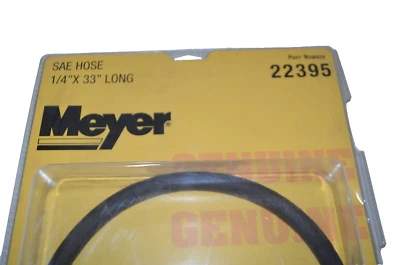 SAE HOSE
1/4"X 33" LONG
PART NUMBER
22395
Meyer®
GENUINE
GENUINE